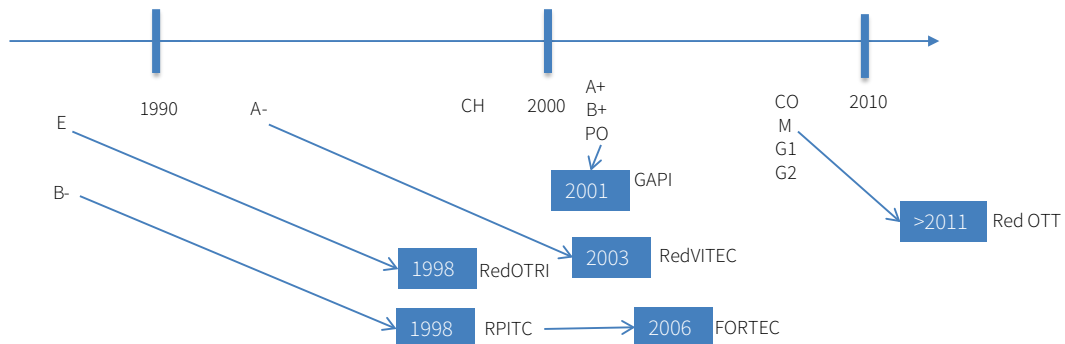 1990
2000
2010
E
A-
CH
A+
B+
PO
CO
M
G1
G2
B-
2001
GAPI
>2011
Red OTT
1998
RedOTRI
2003
RedVITEC
1998
RPITC
2006
FORTEC